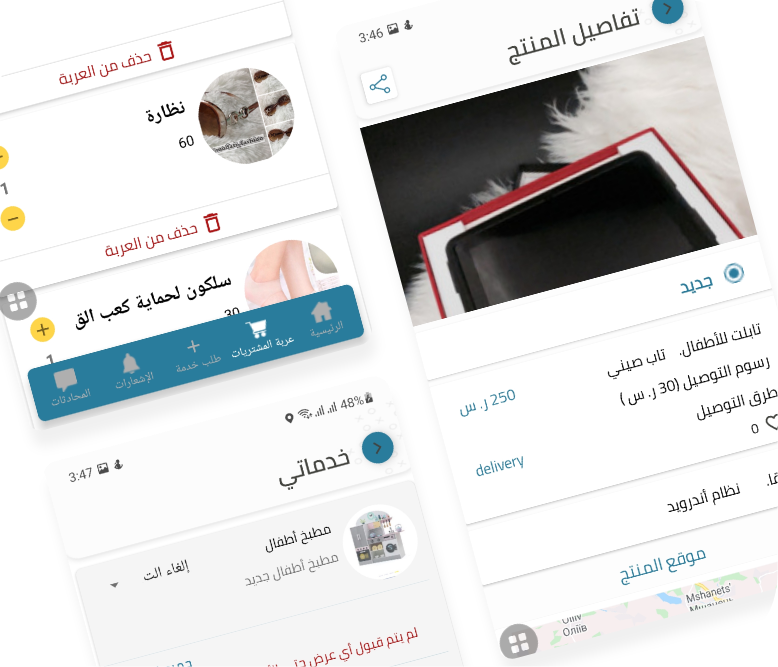 حذف من العربة
نظارة
60
1
حذف من العربة
سلكون لحماية كعب الق
30
1
الرئيسية
عربة المشتريات
طلب خدمة
الإشعارات
المحادثات
3:46
تفاصيل المنتج
جديد
تابلت للأطفال. تاب صيني
250 ر. س
رسوم التوصيل (30 ر. س )
طرق التوصيل
0
delivery
نظام أندرويد
موقع المنتج
Mshanets'
Оліїв
48%
3:47
خدماتي
مطبخ أطفال
مطبخ أطفال جديد
إلغاء الت
لم يتم قبول أي عرض